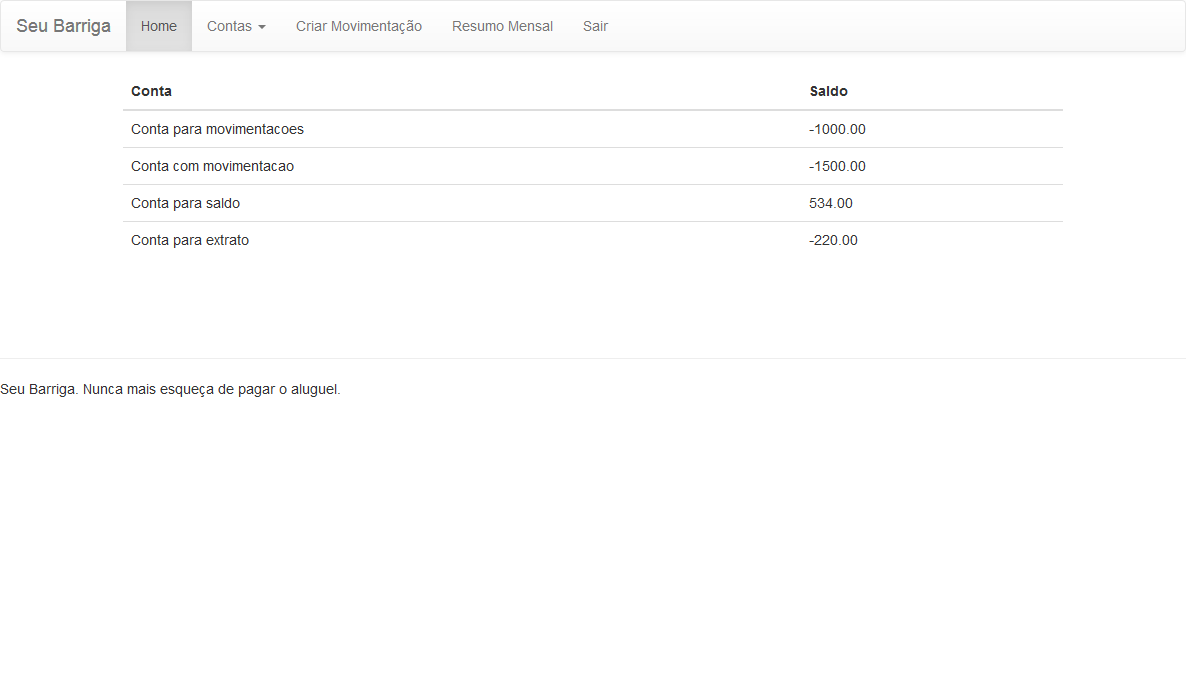 Seu Barriga Home Contas Criar Movimentação Resumo Mensal Sair
Conta Saldo
Conta para movimentacoes -1000.00
Conta com movimentacao -1500.00
Conta para saldo 534.00
Conta para extrato -220.00
Seu Barriga. Nunca mais esqueça de pagar o aluguel.